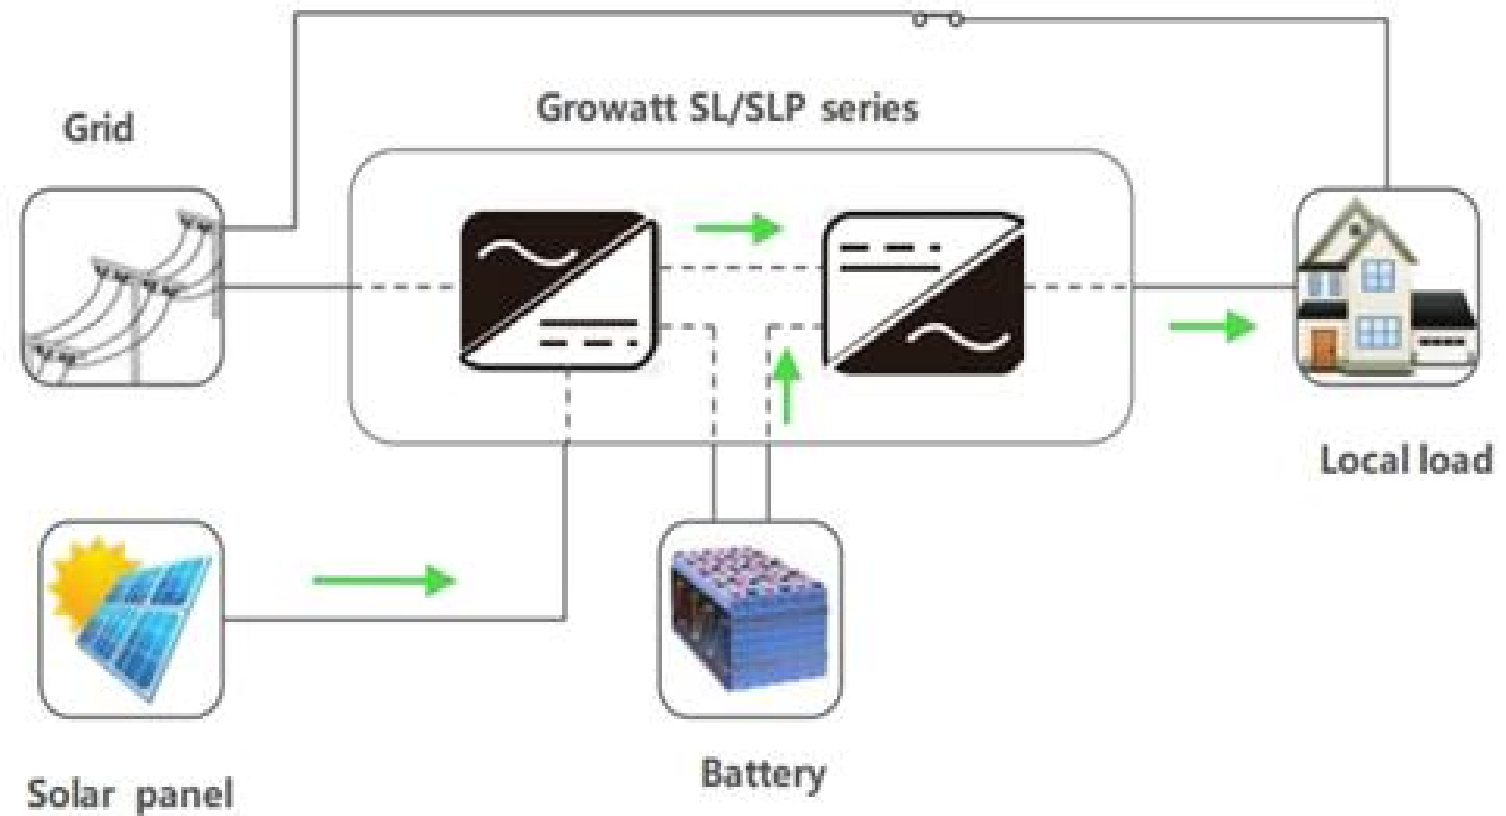 Growatt SL/SLP series
Grid
Local load
Battery
Solar panel